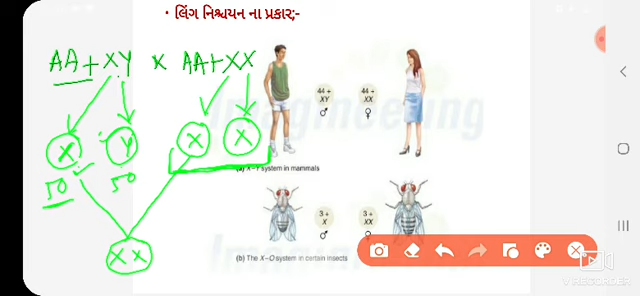 • લિંગ નિશ્ચયન ના પ્રકાર;-
AA + XY × AA + XX
X Y X X
50 50
XX
44 +
XY
♂
44 +
XX
♀
(a) X–Y system in mammals
3 +
X
♂
3 +
XX
♀
(b) The X–O system in certain insects
V RECORDER